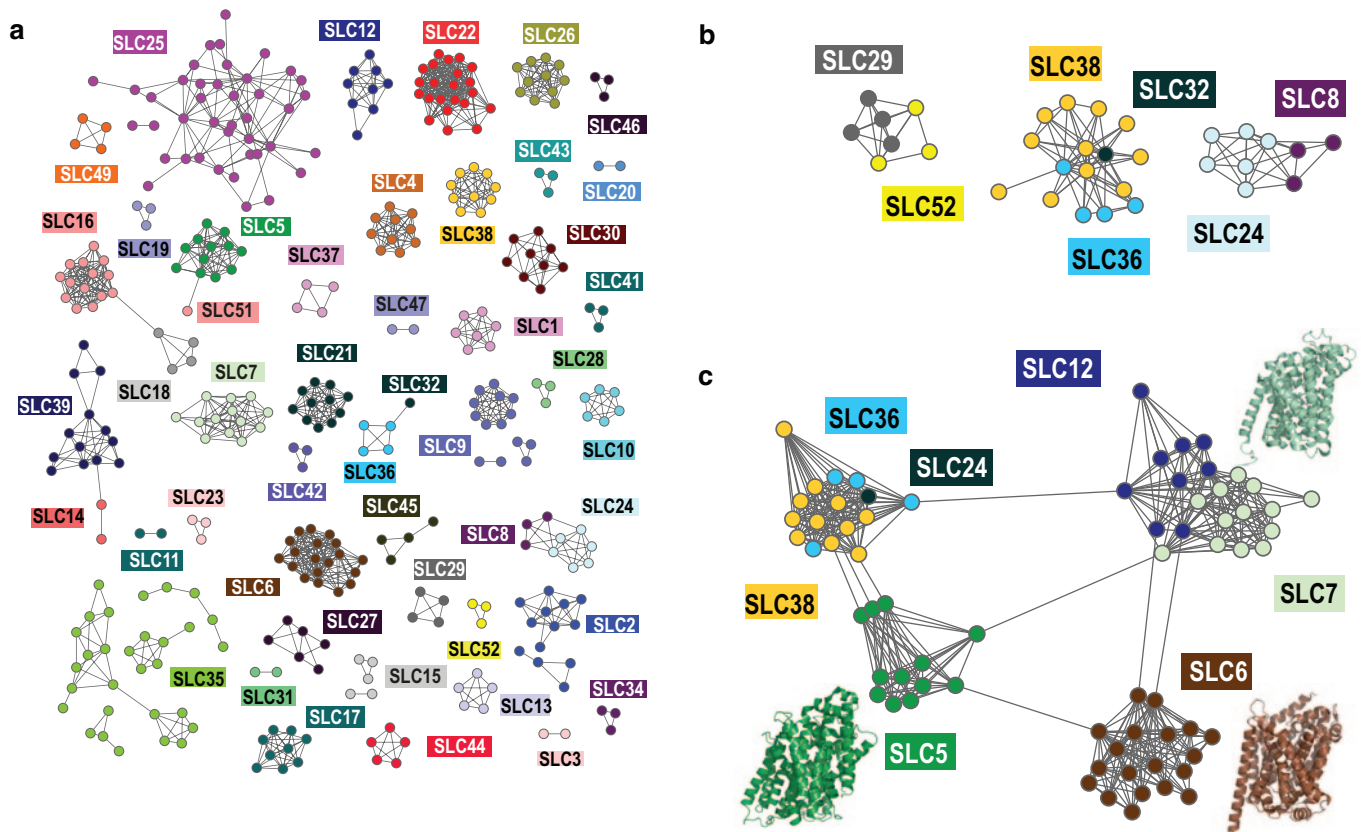 a
SLC25
SLC12
SLC22
SLC26
SLC46
SLC49
SLC43
SLC20
SLC4
SLC38
SLC16
SLC19
SLC5
SLC37
SLC30
SLC41
SLC51
SLC47
SLC1
SLC21
SLC28
SLC18
SLC7
SLC32
SLC39
SLC9
SLC10
SLC36
SLC42
SLC23
SLC45
SLC24
SLC14
SLC8
SLC11
SLC29
SLC6
SLC27
SLC2
SLC52
SLC35
SLC15
SLC31
SLC13
SLC34
SLC17
SLC44
SLC3
b
SLC29
SLC38
SLC32
SLC8
SLC52
SLC24
SLC36
c
SLC12
SLC36
SLC24
SLC38
SLC7
SLC6
SLC5